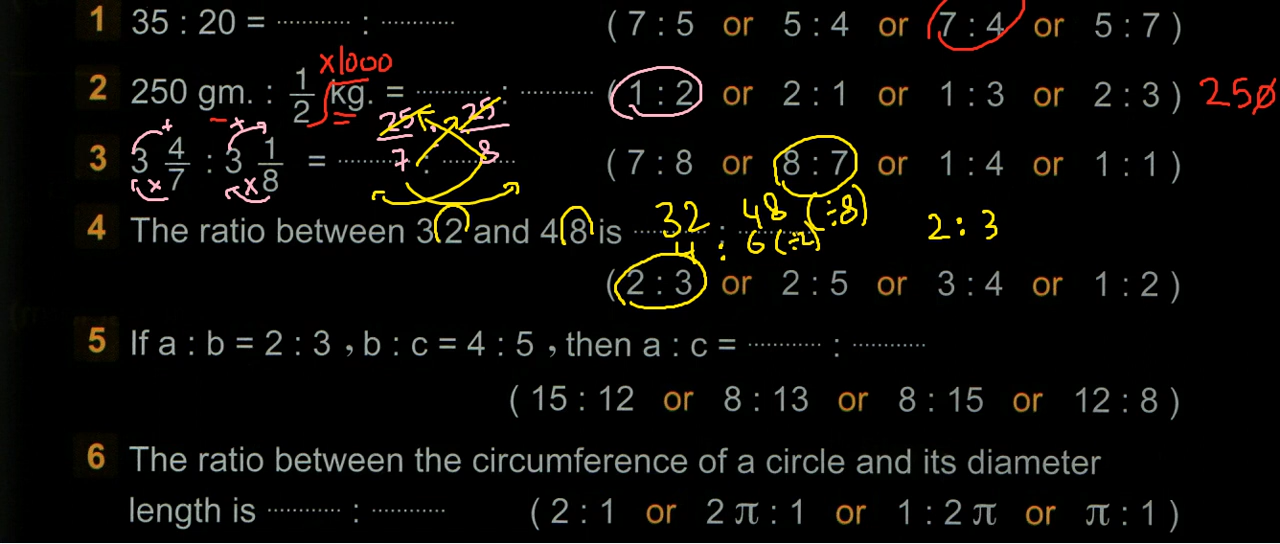 1 35 : 20 = ............ : ............ ( 7 : 5 or 5 : 4 or 7 : 4 or 5 : 7 )
×1000
2 250 gm. : 1/2 kg. = ............ : ............ ( 1 : 2 or 2 : 1 or 1 : 3 or 2 : 3 ) 250
25/7 : 25/8
3 3 4/7 : 3 1/8 = ............ : ............ ( 7 : 8 or 8 : 7 or 1 : 4 or 1 : 1 )
+ + × ×
32 : 48 (÷8)
4 The ratio between 32 and 48 is ............ : ............ 2 : 3
4 : 6 (÷2)
( 2 : 3 or 2 : 5 or 3 : 4 or 1 : 2 )
5 If a : b = 2 : 3 , b : c = 4 : 5 , then a : c = ............ : ............
( 15 : 12 or 8 : 13 or 8 : 15 or 12 : 8 )
6 The ratio between the circumference of a circle and its diameter
length is ............ : ............ ( 2 : 1 or 2 π : 1 or 1 : 2 π or π : 1 )